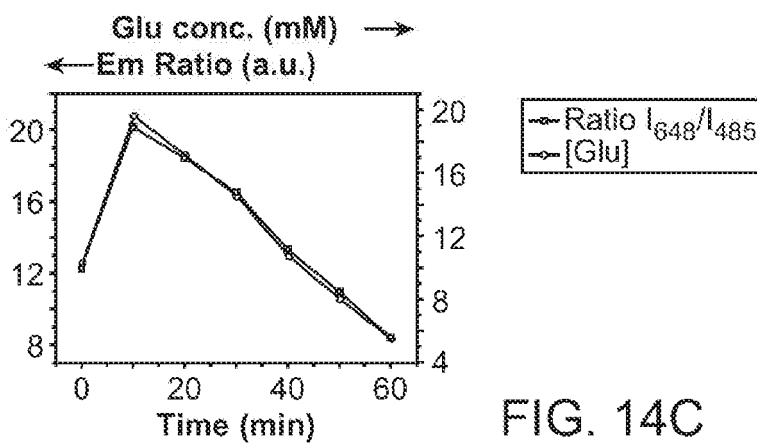 Glu conc. (mM) →
← Em Ratio (a.u.)
20
16
12
8
20
16
12
8
4
0 20 40 60
Time (min)
Ratio I648/I485
[Glu]
FIG. 14C